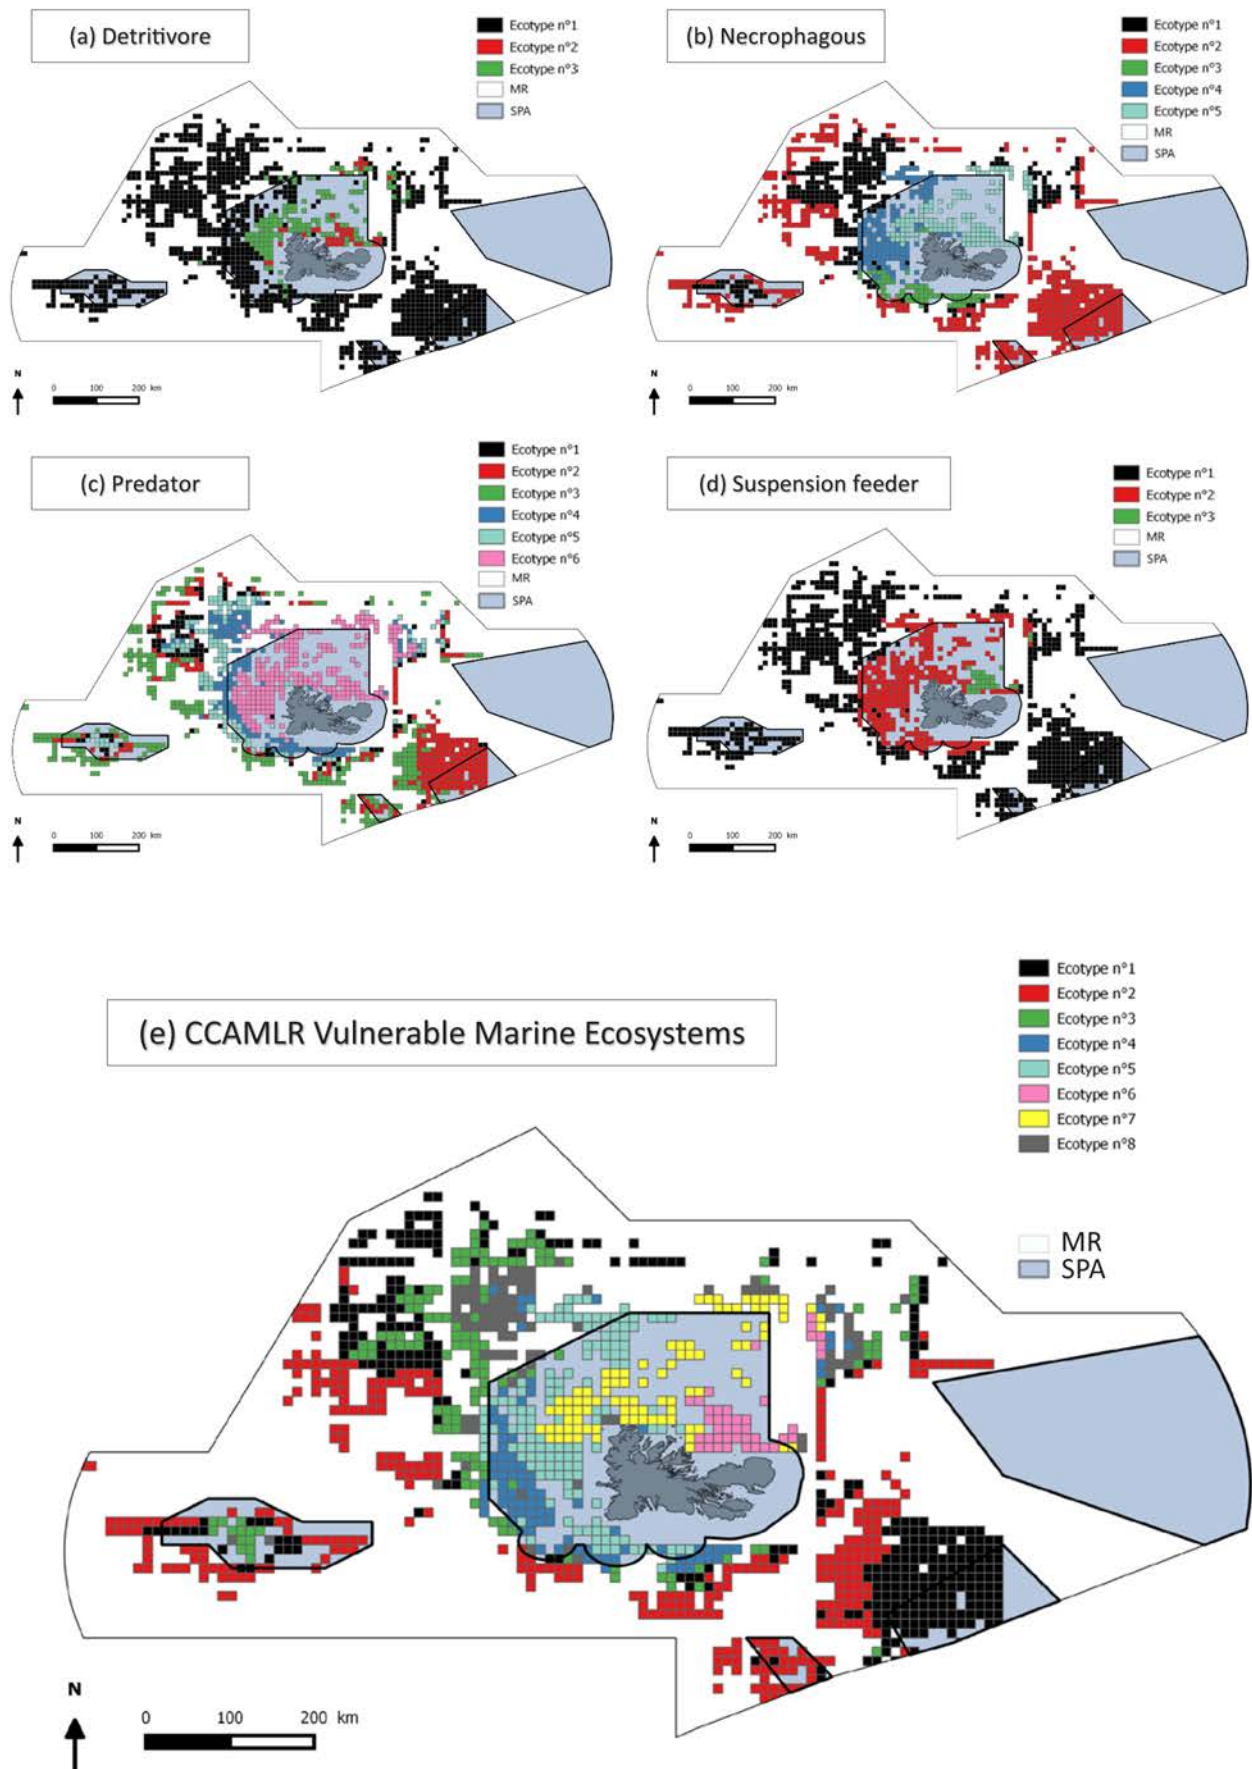 (a) Detritivore
Ecotype n°1
Ecotype n°2
Ecotype n°3
MR
SPA
N
0 100 200 km
(b) Necrophagous
Ecotype n°1
Ecotype n°2
Ecotype n°3
Ecotype n°4
Ecotype n°5
MR
SPA
N
0 100 200 km
(c) Predator
Ecotype n°1
Ecotype n°2
Ecotype n°3
Ecotype n°4
Ecotype n°5
Ecotype n°6
MR
SPA
N
0 100 200 km
(d) Suspension feeder
Ecotype n°1
Ecotype n°2
Ecotype n°3
MR
SPA
N
0 100 200 km
(e) CCAMLR Vulnerable Marine Ecosystems
Ecotype n°1
Ecotype n°2
Ecotype n°3
Ecotype n°4
Ecotype n°5
Ecotype n°6
Ecotype n°7
Ecotype n°8
MR
SPA
N
0 100 200 km